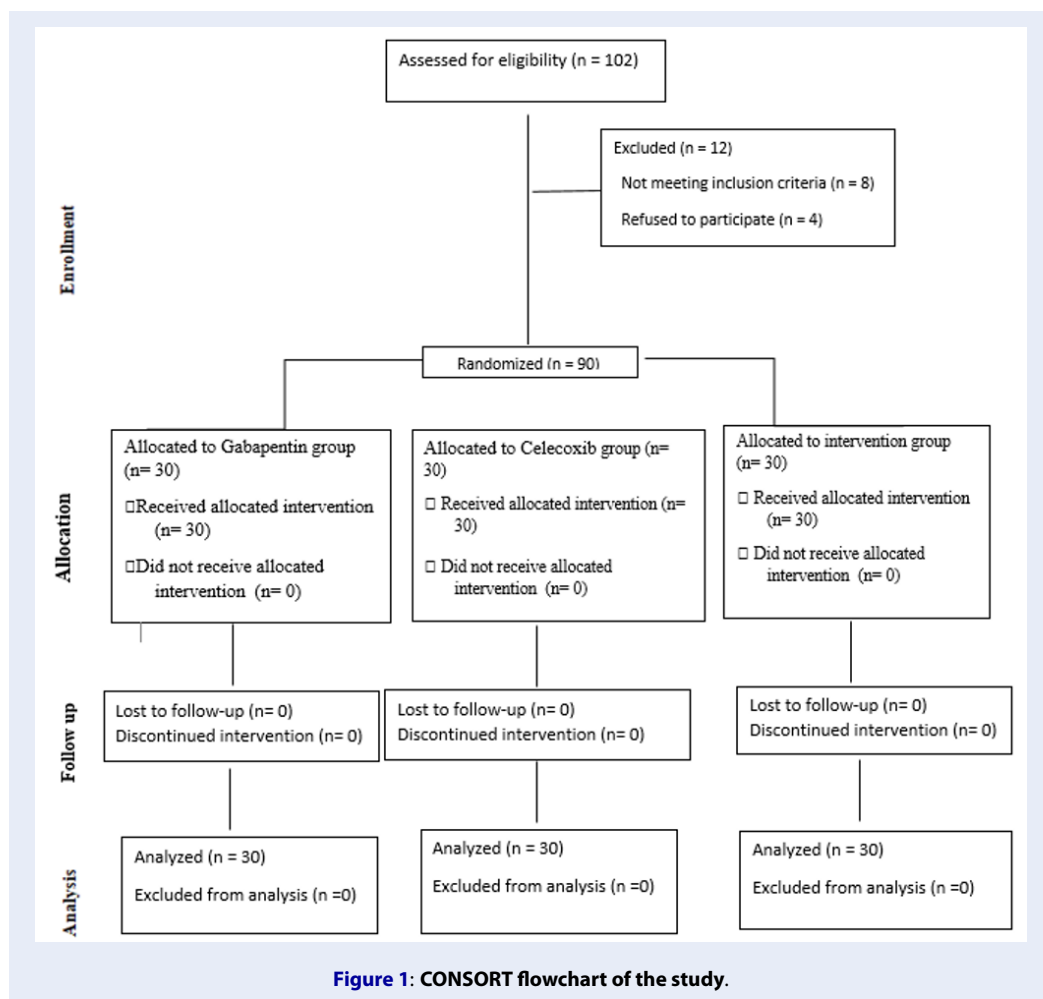 Assessed for eligibility (n = 102)
Excluded (n = 12)
Not meeting inclusion criteria (n = 8)
Refused to participate (n = 4)
Enrollment
Randomized (n = 90)
Allocation
Allocated to Gabapentin group
(n= 30)
□Received allocated intervention
(n= 30)
□Did not receive allocated
intervention (n= 0)
Allocated to Celecoxib group (n=
30)
□ Received allocated intervention (n=
30)
□ Did not receive allocated
intervention (n= 0)
Allocated to intervention group
(n= 30)
□ Received allocated intervention
(n= 30)
□ Did not receive allocated
intervention (n= 0)
Follow up
Lost to follow-up (n= 0)
Discontinued intervention (n= 0)
Lost to follow-up (n= 0)
Discontinued intervention (n= 0)
Lost to follow-up (n= 0)
Discontinued intervention (n= 0)
Analysis
Analyzed (n = 30)
Excluded from analysis (n =0)
Analyzed (n = 30)
Excluded from analysis (n =0)
Analyzed (n = 30)
Excluded from analysis (n =0)
Figure 1: CONSORT flowchart of the study.